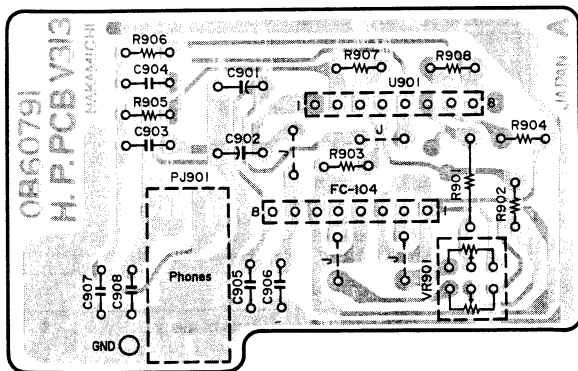 OB60791
H.P.PCB V313
NAKAMICHI
JAPAN A
R906
C904
R905
C903
C901
C902
R907
R908
U901
1
8
J
R904
J
R903
PJ901
FC-104
8
1
R901
R902
Phones
J
J
VR901
C907
C908
C905
C906
GND